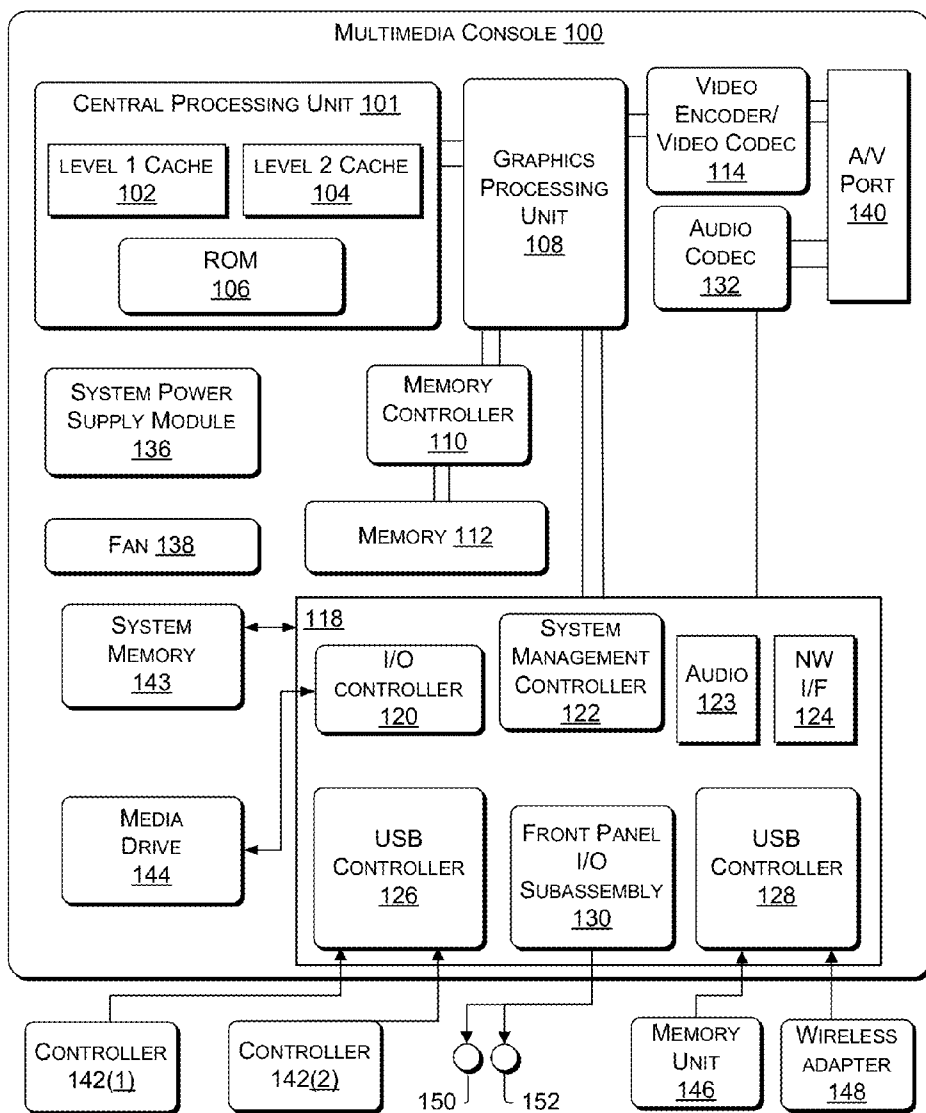 MULTIMEDIA CONSOLE 100
CENTRAL PROCESSING UNIT 101
LEVEL 1 CACHE
102
LEVEL 2 CACHE
104
ROM
106
GRAPHICS
PROCESSING
UNIT
108
VIDEO
ENCODER/
VIDEO CODEC
114
A/V
PORT
140
AUDIO
CODEC
132
SYSTEM POWER
SUPPLY MODULE
136
MEMORY
CONTROLLER
110
FAN 138
MEMORY 112
SYSTEM
MEMORY
143
118
I/O
CONTROLLER
120
SYSTEM
MANAGEMENT
CONTROLLER
122
AUDIO
123
NW
I/F
124
MEDIA
DRIVE
144
USB
CONTROLLER
126
FRONT PANEL
I/O
SUBASSEMBLY
130
USB
CONTROLLER
128
CONTROLLER
142(1)
CONTROLLER
142(2)
150
152
MEMORY
UNIT
146
WIRELESS
ADAPTER
148